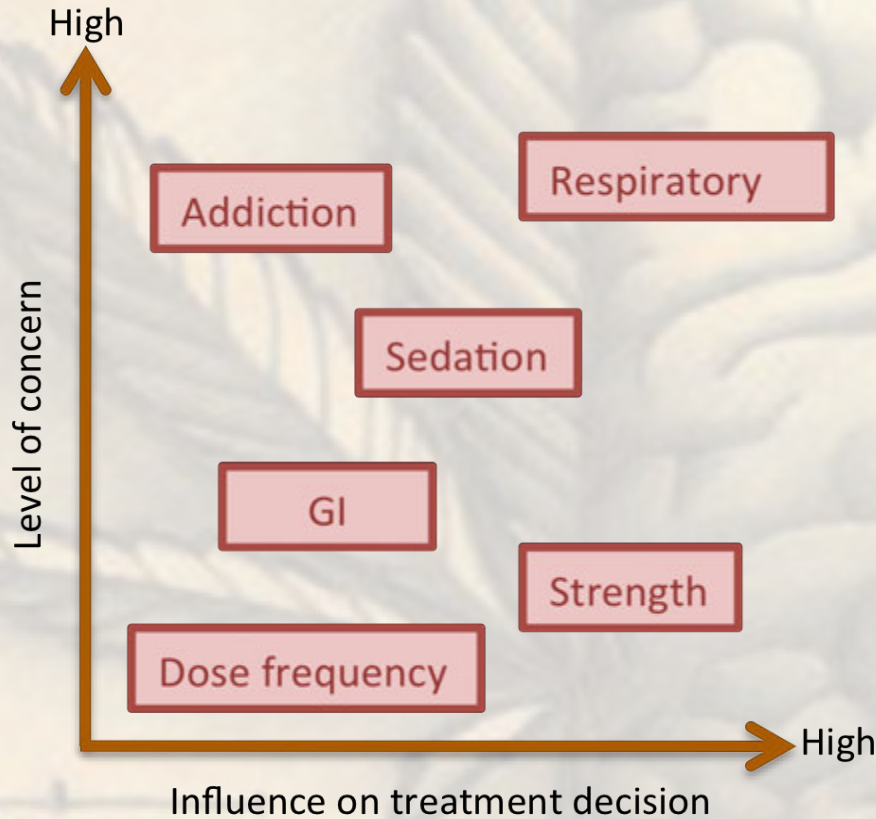 High
Respiratory
Addiction
Sedation
Level of concern
GI
Strength
Dose frequency
High
Influence on treatment decision